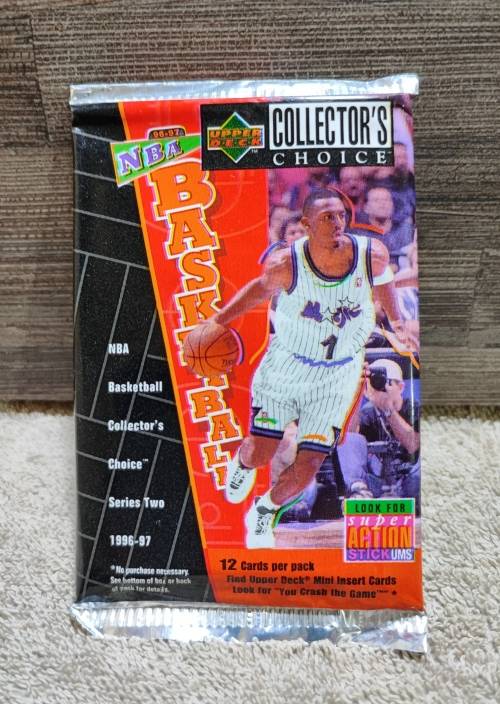 96-97
NBA
BASKETBALL
UPPER
DECK™
COLLECTOR'S
CHOICE
Magic
1
NBA
Basketball
Collector's
Choice™
Series Two
1996-97
*No purchase necessary.
See bottom of box or back
of pack for details.
LOOK FOR
super
ACTION
STICKUMS
12 Cards per pack
Find Upper Deck® Mini Insert Cards
Look for "You Crash the Game"™ *